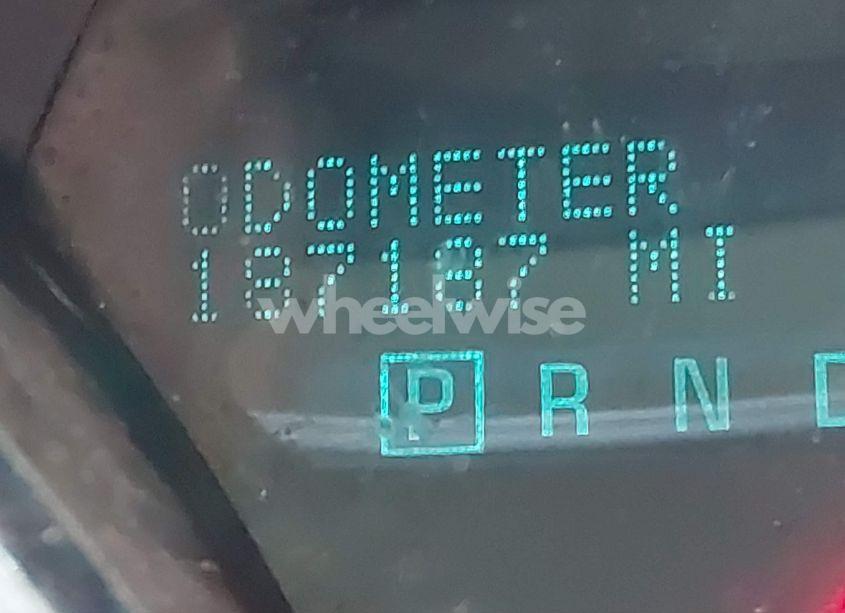 ODOMETER
187187 MI
wheelwise
P R N D